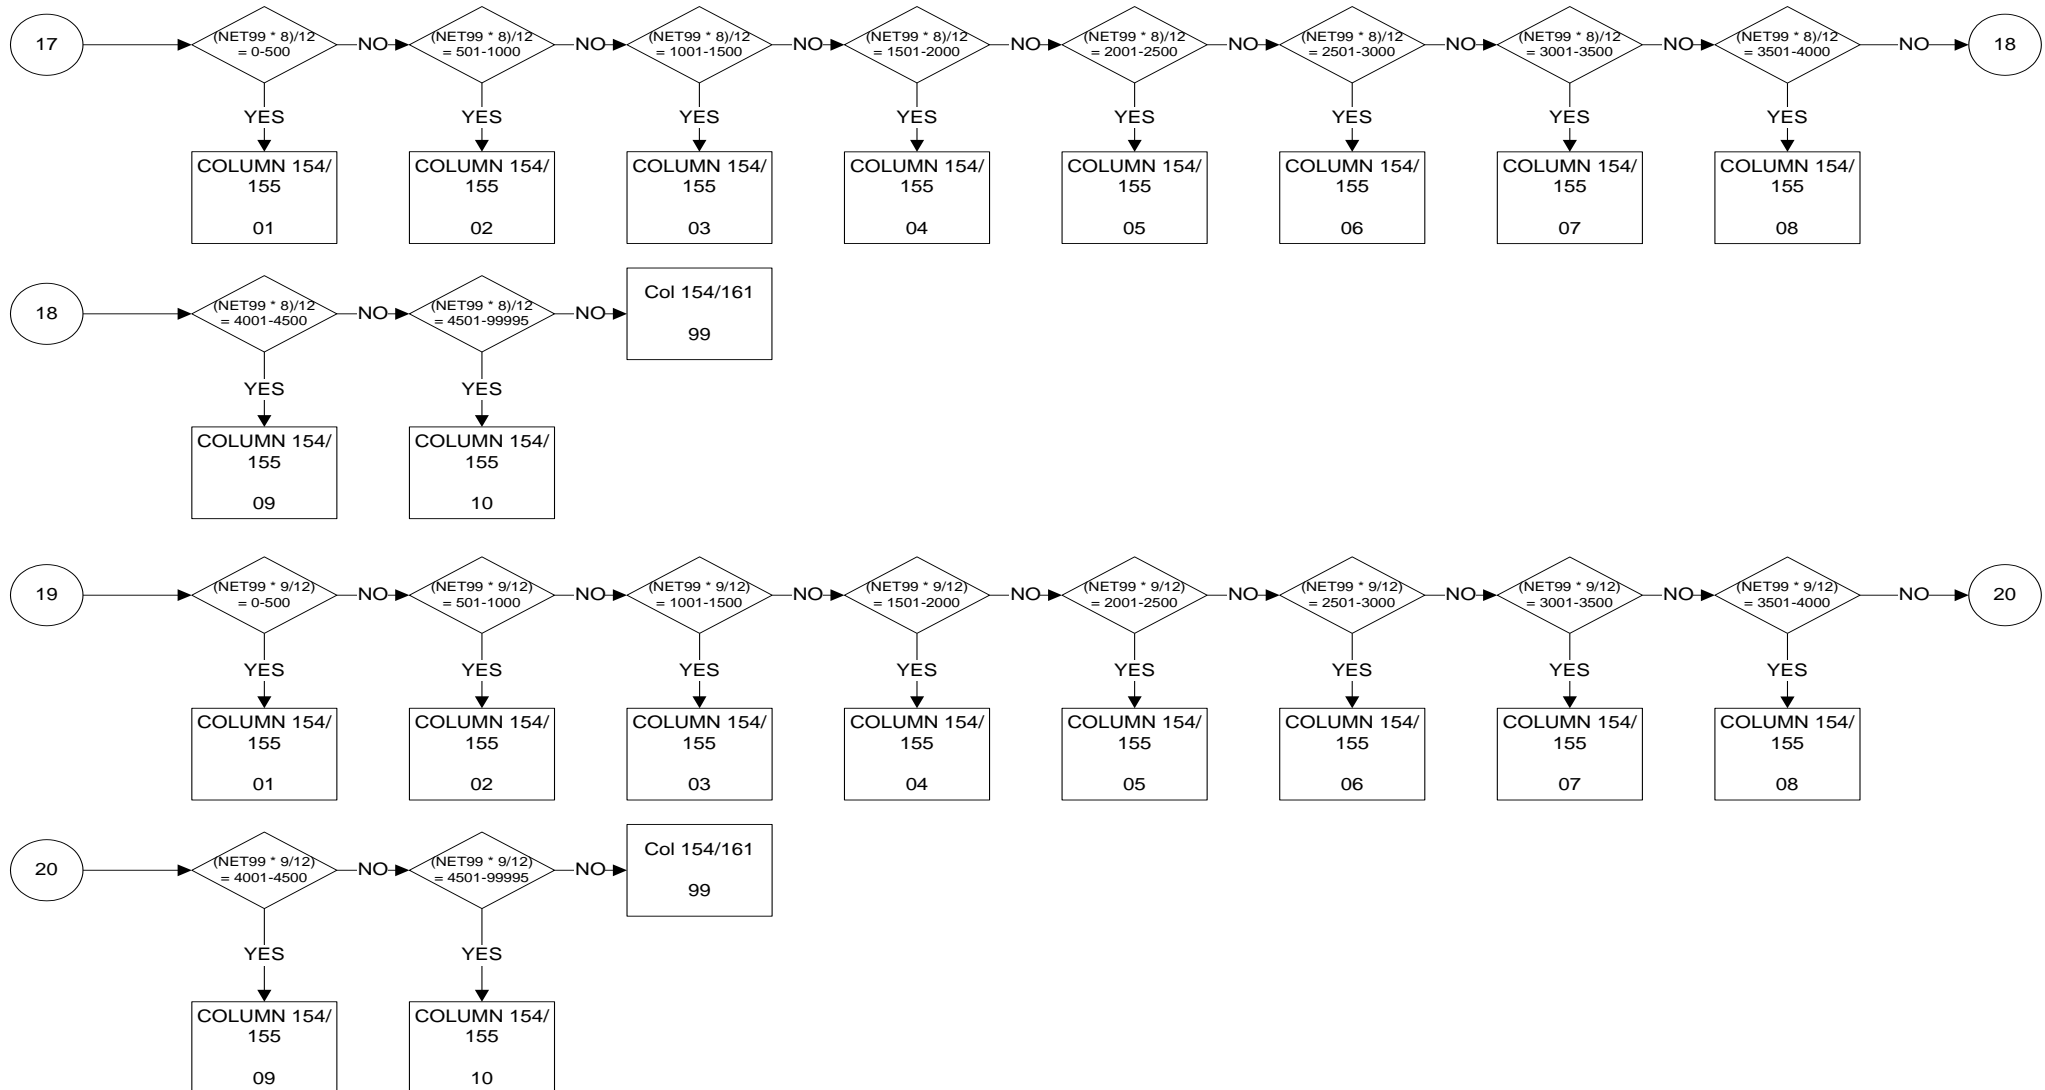 17
(NET99 * 8)/12
= 0-500
NO
(NET99 * 8)/12
= 501-1000
NO
(NET99 * 8)/12
= 1001-1500
NO
(NET99 * 8)/12
= 1501-2000
NO
(NET99 * 8)/12
= 2001-2500
NO
(NET99 * 8)/12
= 2501-3000
NO
(NET99 * 8)/12
= 3001-3500
NO
(NET99 * 8)/12
= 3501-4000
NO
18
YES
YES
YES
YES
YES
YES
YES
YES
COLUMN 154/
155
01
COLUMN 154/
155
02
COLUMN 154/
155
03
COLUMN 154/
155
04
COLUMN 154/
155
05
COLUMN 154/
155
06
COLUMN 154/
155
07
COLUMN 154/
155
08
18
(NET99 * 8)/12
= 4001-4500
NO
(NET99 * 8)/12
= 4501-99995
NO
Col 154/161
99
YES
YES
COLUMN 154/
155
09
COLUMN 154/
155
10
19
(NET99 * 9/12)
= 0-500
NO
(NET99 * 9/12)
= 501-1000
NO
(NET99 * 9/12)
= 1001-1500
NO
(NET99 * 9/12)
= 1501-2000
NO
(NET99 * 9/12)
= 2001-2500
NO
(NET99 * 9/12)
= 2501-3000
NO
(NET99 * 9/12)
= 3001-3500
NO
(NET99 * 9/12)
= 3501-4000
NO
20
YES
YES
YES
YES
YES
YES
YES
YES
COLUMN 154/
155
01
COLUMN 154/
155
02
COLUMN 154/
155
03
COLUMN 154/
155
04
COLUMN 154/
155
05
COLUMN 154/
155
06
COLUMN 154/
155
07
COLUMN 154/
155
08
20
(NET99 * 9/12)
= 4001-4500
NO
(NET99 * 9/12)
= 4501-99995
NO
Col 154/161
99
YES
YES
COLUMN 154/
155
09
COLUMN 154/
155
10